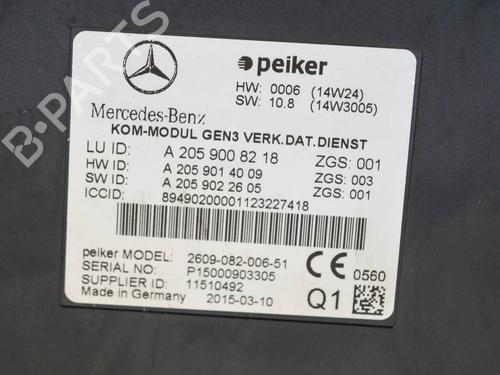 B-PARTS
peiker
HW: 0006 (14W24)
SW: 10.8 (14W3005)
Mercedes-Benz
KOM-MODUL GEN3 VERK.DAT.DIENST
LU ID: A 205 900 82 18 ZGS: 001
HW ID: A 205 901 40 09 ZGS: 003
SW ID: A 205 902 26 05 ZGS: 001
ICCID: 89490200001123227418
peiker MODEL: 2609-082-006-51
SERIAL NO: P15000903305
SUPPLIER ID: 11510492
Made in Germany 2015-03-10
CE 0560
Q1